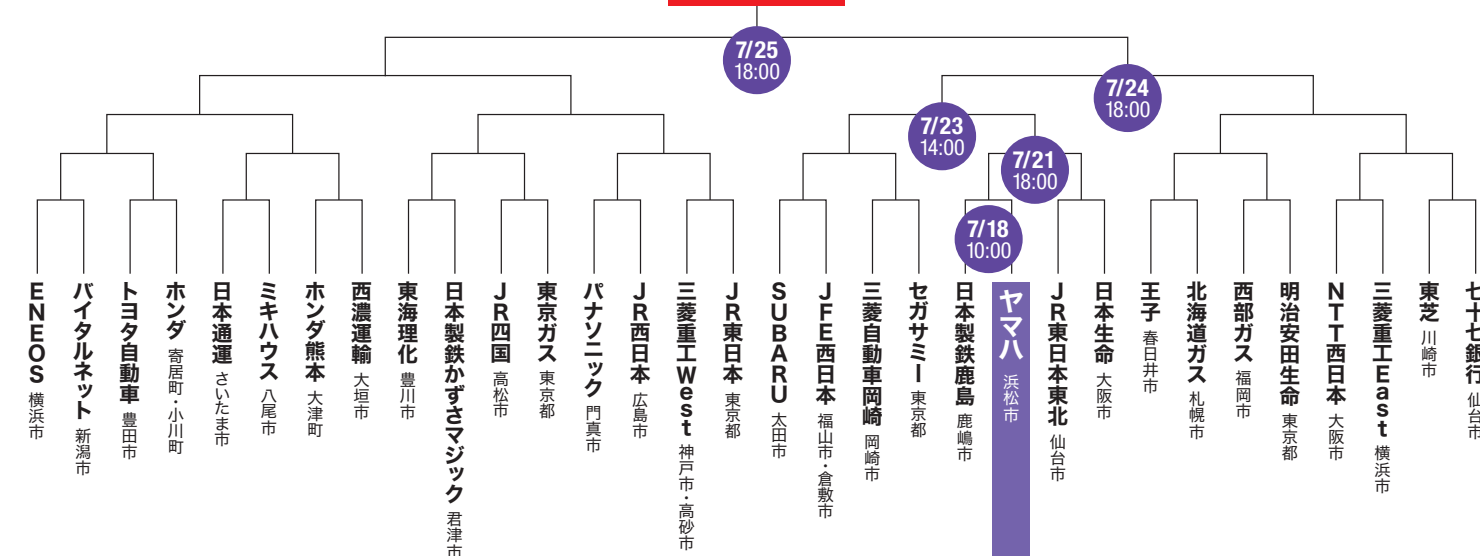 7/25
18:00
7/24
18:00
7/23
14:00
7/21
18:00
7/18
10:00
ENEOS 横浜市
バイタルネット 新潟市
トヨタ自動車 豊田市
ホンダ 寄居町・小川町
日本通運 さいたま市
ミキハウス 八尾市
ホンダ熊本 大津町
西濃運輸 大垣市
東海理化 豊川市
日本製鉄かずさマジック 君津市
JR四国 高松市
東京ガス 東京都
パナソニック 門真市
JR西日本 広島市
三菱重工West 神戸市・高砂市
JR東日本 東京都
SUBARU 太田市
JFE西日本 福山市・倉敷市
三菱自動車岡崎 岡崎市
セガサミー 東京都
日本製鉄鹿島 鹿嶋市
ヤマハ 浜松市
JR東日本東北 仙台市
日本生命 大阪市
王子 春日井市
北海道ガス 札幌市
西部ガス 福岡市
明治安田生命 東京都
NTT西日本 大阪市
三菱重工East 横浜市
東芝 川崎市
七十七銀行 仙台市